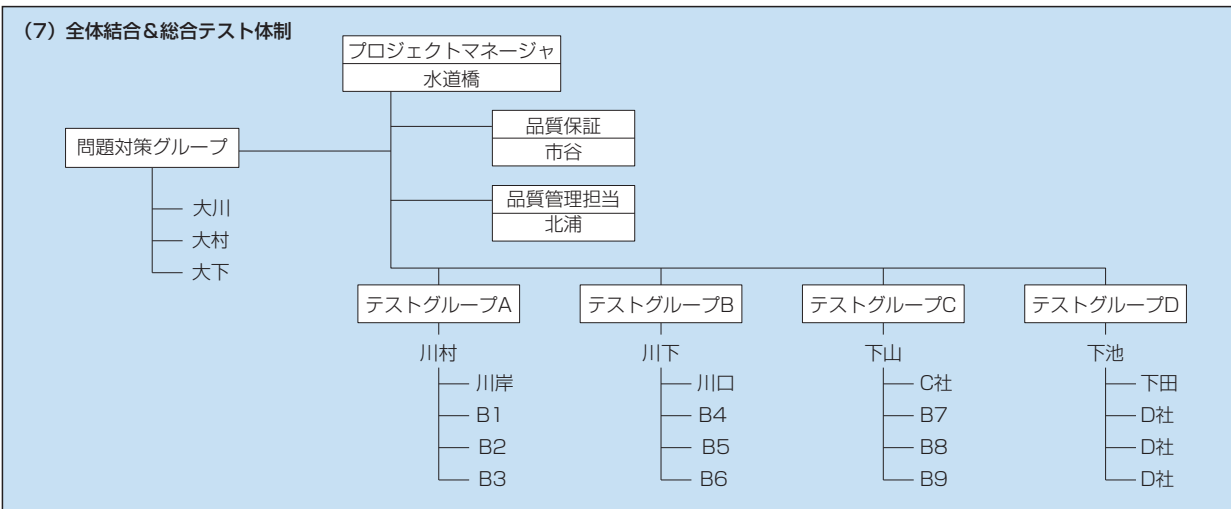 （7）全体結合＆総合テスト体制
プロジェクトマネージャ
水道橋
品質保証
市谷
問題対策グループ
品質管理担当
北浦
大川
大村
大下
テストグループA
テストグループB
テストグループC
テストグループD
川村
川下
下山
下池
川岸
川口
C社
下田
B1
B4
B7
D社
B2
B5
B8
D社
B3
B6
B9
D社